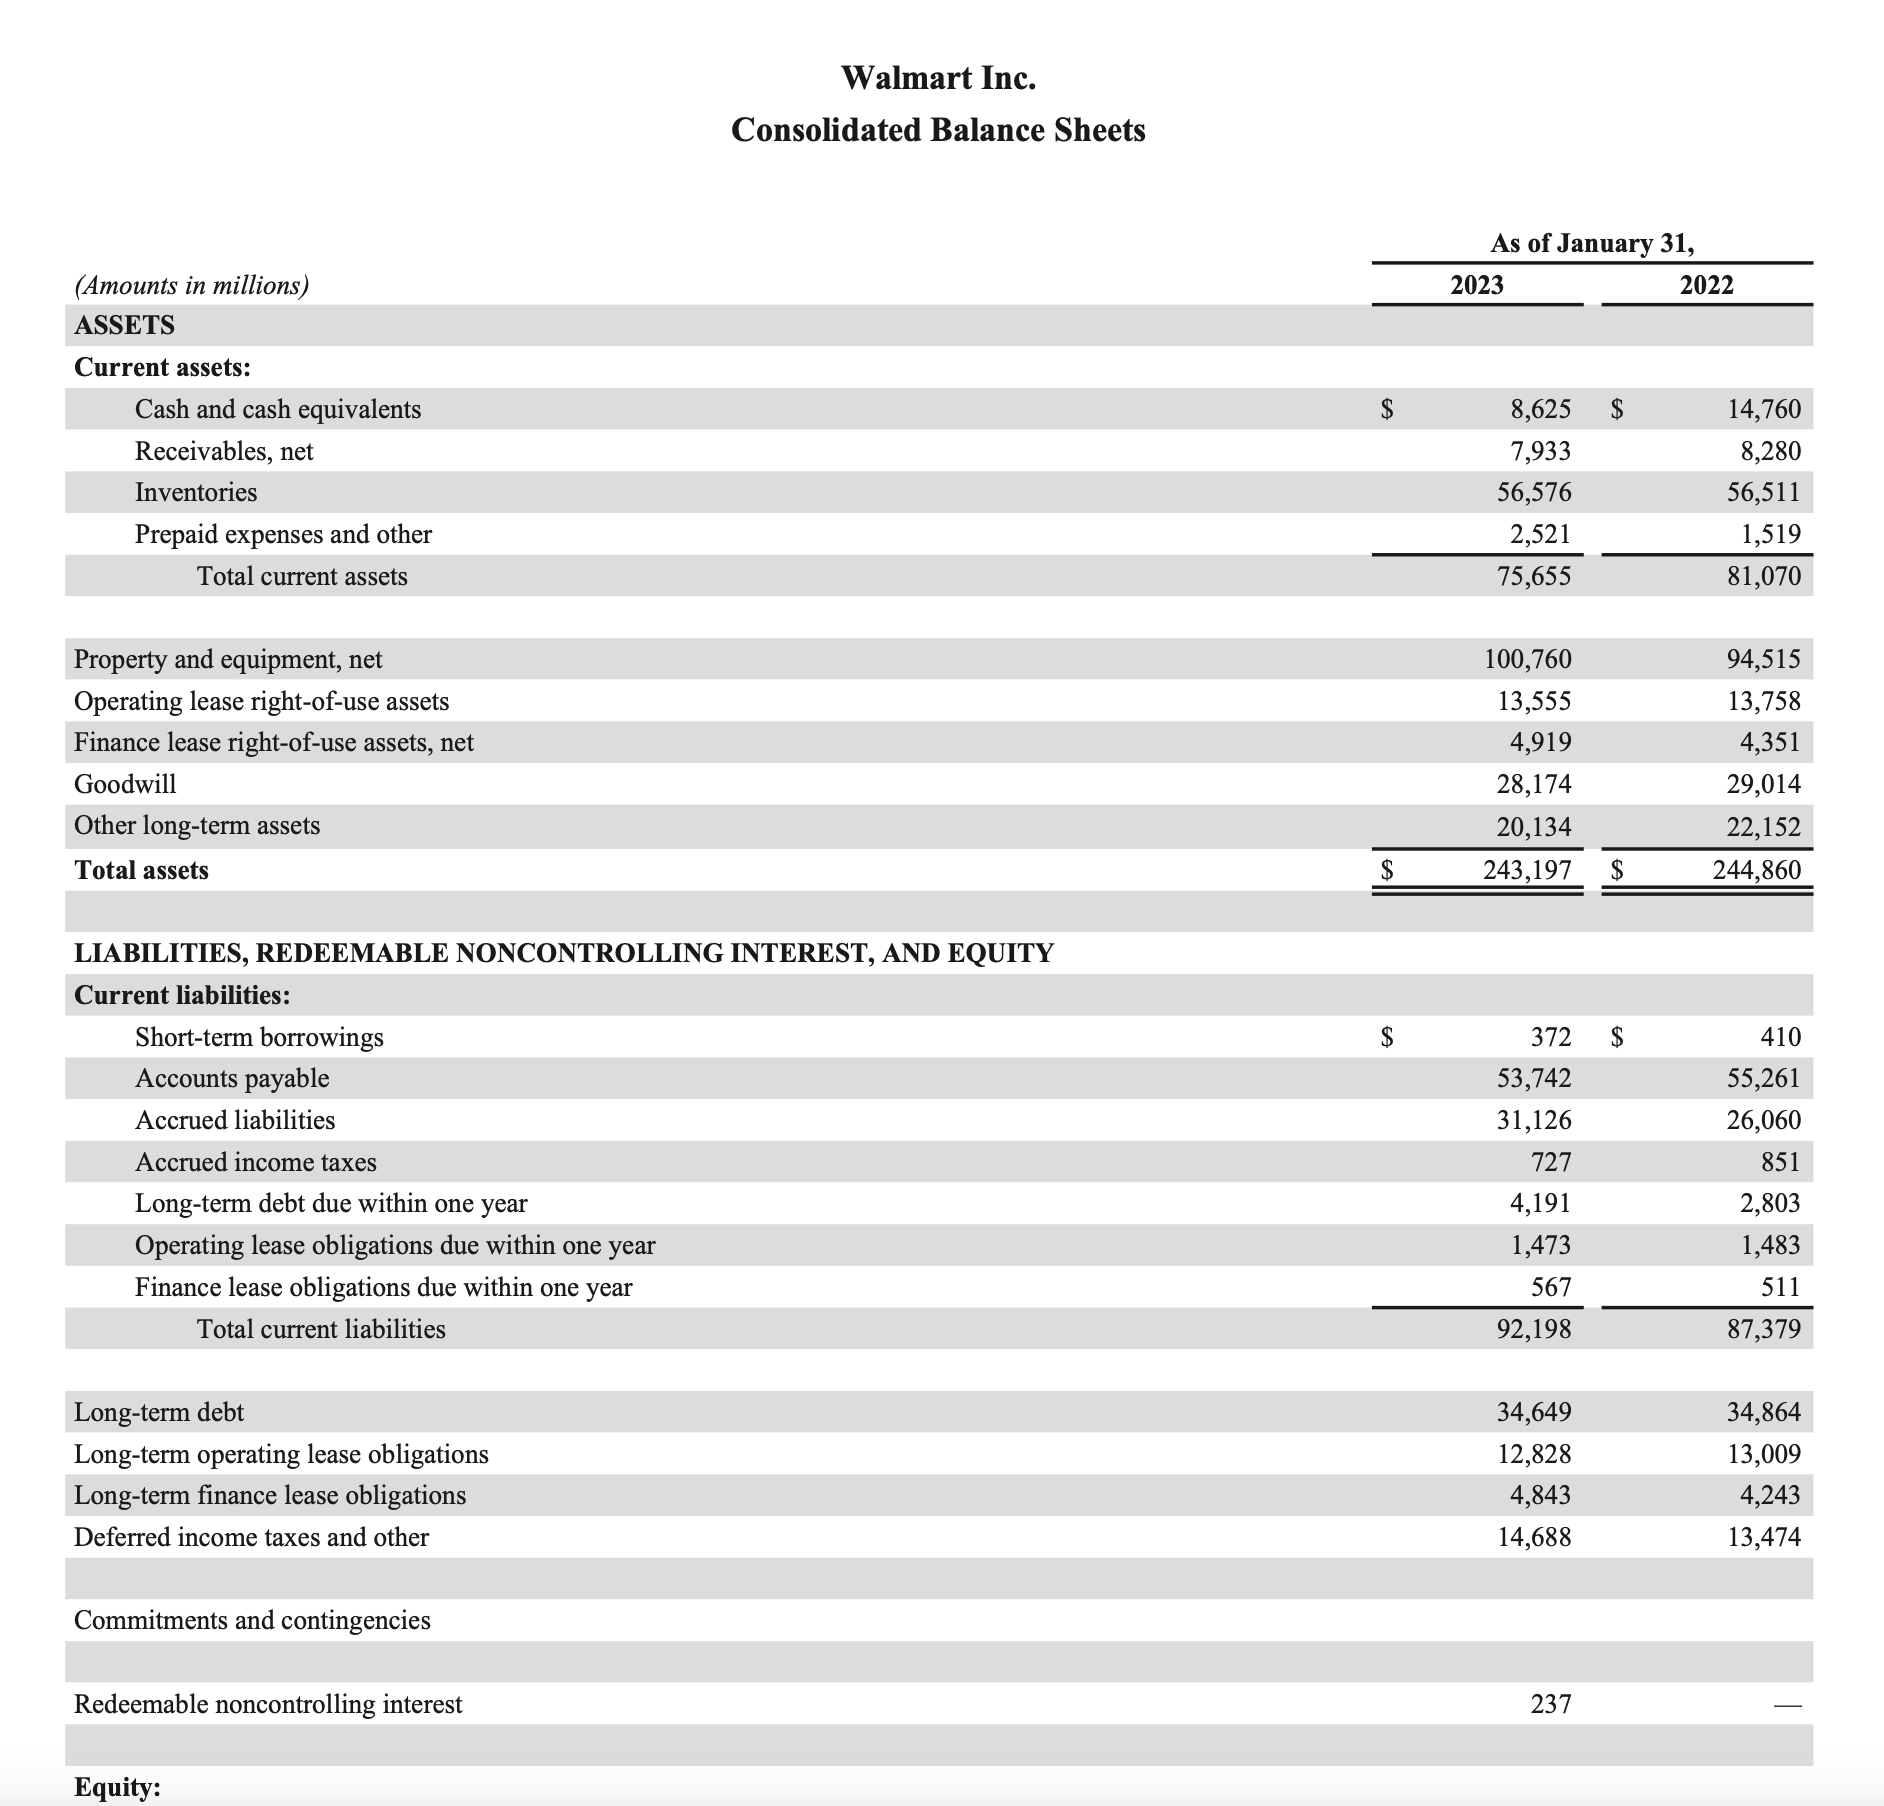 Walmart Inc.
Consolidated Balance Sheets
As of January 31,
(Amounts in millions) 2023 2022
ASSETS
Current assets:
Cash and cash equivalents $ 8,625 $ 14,760
Receivables, net 7,933 8,280
Inventories 56,576 56,511
Prepaid expenses and other 2,521 1,519
Total current assets 75,655 81,070
Property and equipment, net 100,760 94,515
Operating lease right-of-use assets 13,555 13,758
Finance lease right-of-use assets, net 4,919 4,351
Goodwill 28,174 29,014
Other long-term assets 20,134 22,152
Total assets $ 243,197 $ 244,860
LIABILITIES, REDEEMABLE NONCONTROLLING INTEREST, AND EQUITY
Current liabilities:
Short-term borrowings $ 372 $ 410
Accounts payable 53,742 55,261
Accrued liabilities 31,126 26,060
Accrued income taxes 727 851
Long-term debt due within one year 4,191 2,803
Operating lease obligations due within one year 1,473 1,483
Finance lease obligations due within one year 567 511
Total current liabilities 92,198 87,379
Long-term debt 34,649 34,864
Long-term operating lease obligations 12,828 13,009
Long-term finance lease obligations 4,843 4,243
Deferred income taxes and other 14,688 13,474
Commitments and contingencies
Redeemable noncontrolling interest 237 —
Equity: